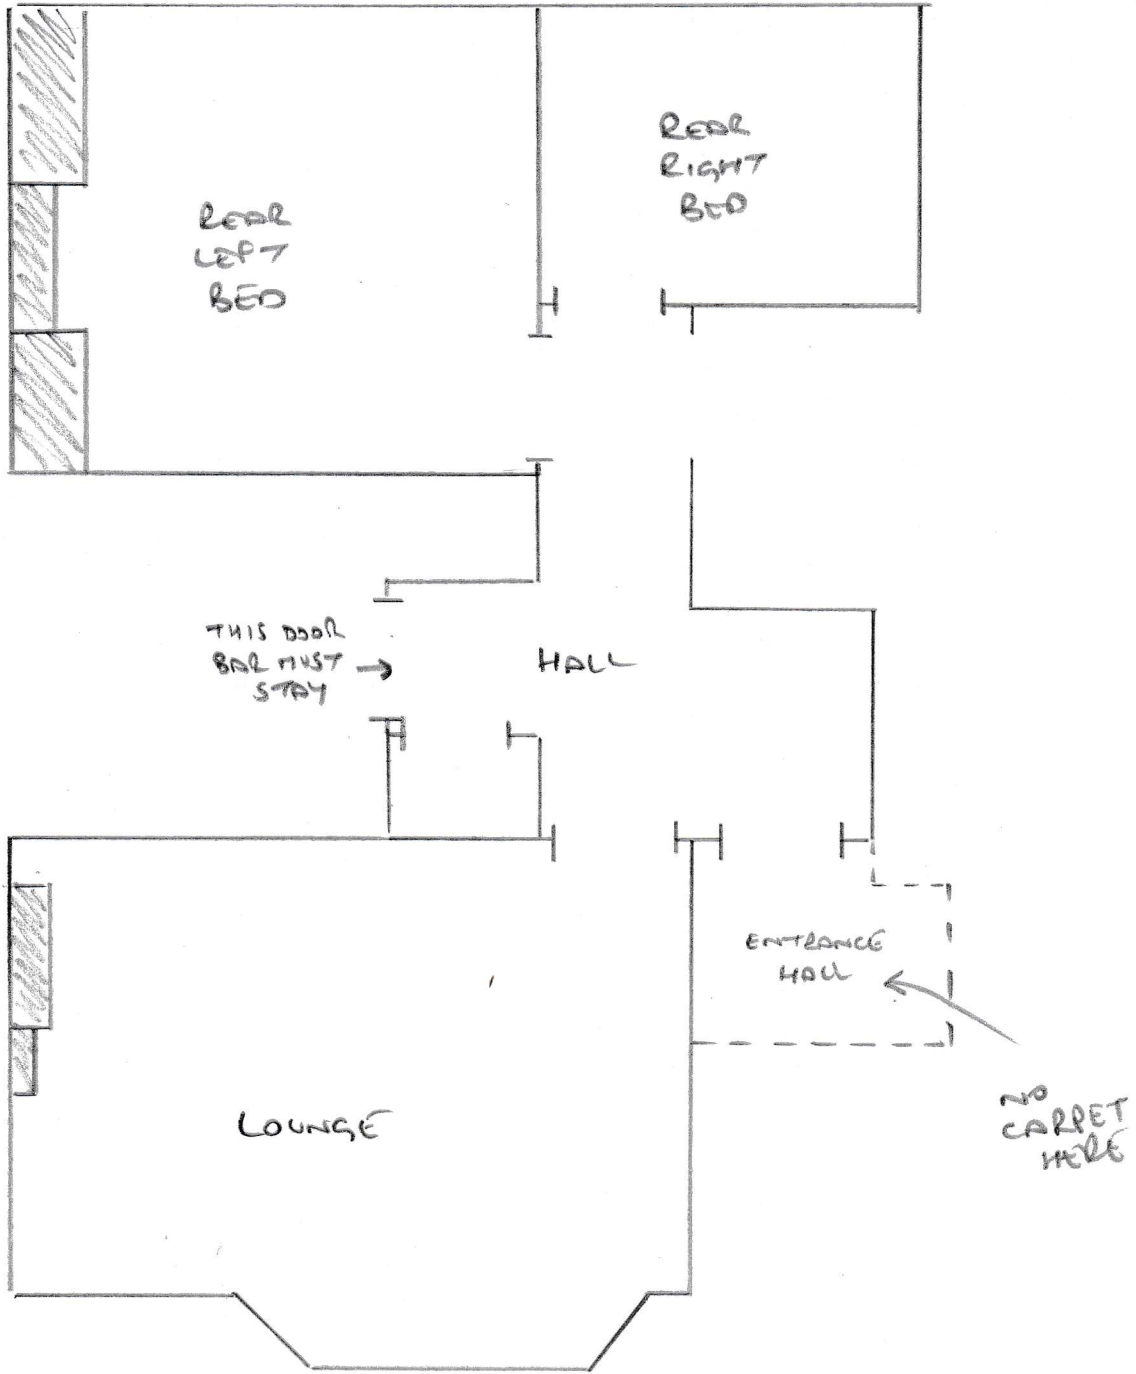 REAR
RIGHT
BED
REAR
LEFT
BED
THIS DOOR
BAR MUST
STAY
HALL
ENTRANCE
HALL
LOUNGE
NO
CARPET
HERE